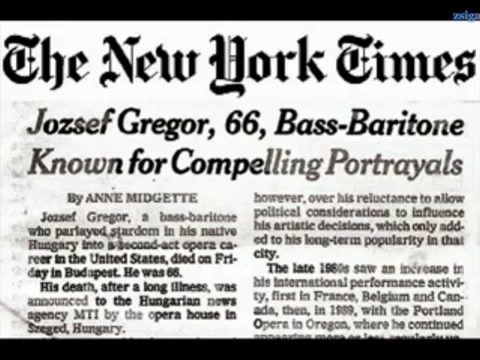 zsiga
The New York Times
Jozsef Gregor, 66, Bass-Baritone
Known for Compelling Portrayals
By ANNE MIDGETTE
Jozsef Gregor, a bass-baritone
who parlayed stardom in his native
Hungary into a second-act opera ca-
reer in the United States, died on Fri-
day in Budapest. He was 66.
His death, after a long illness, was
announced to the Hungarian news
agency MTI by the opera house in
Szeged, Hungary.
however, over his reluctance to allow
political considerations to influence
his artistic decisions, which only add-
ed to his long-term popularity in that
city.
The late 1980s saw an increase in
his international performance activi-
ty, first in France, Belgium and Can-
ada, then, in 1989, with the Portland
Opera in Oregon, where he continued